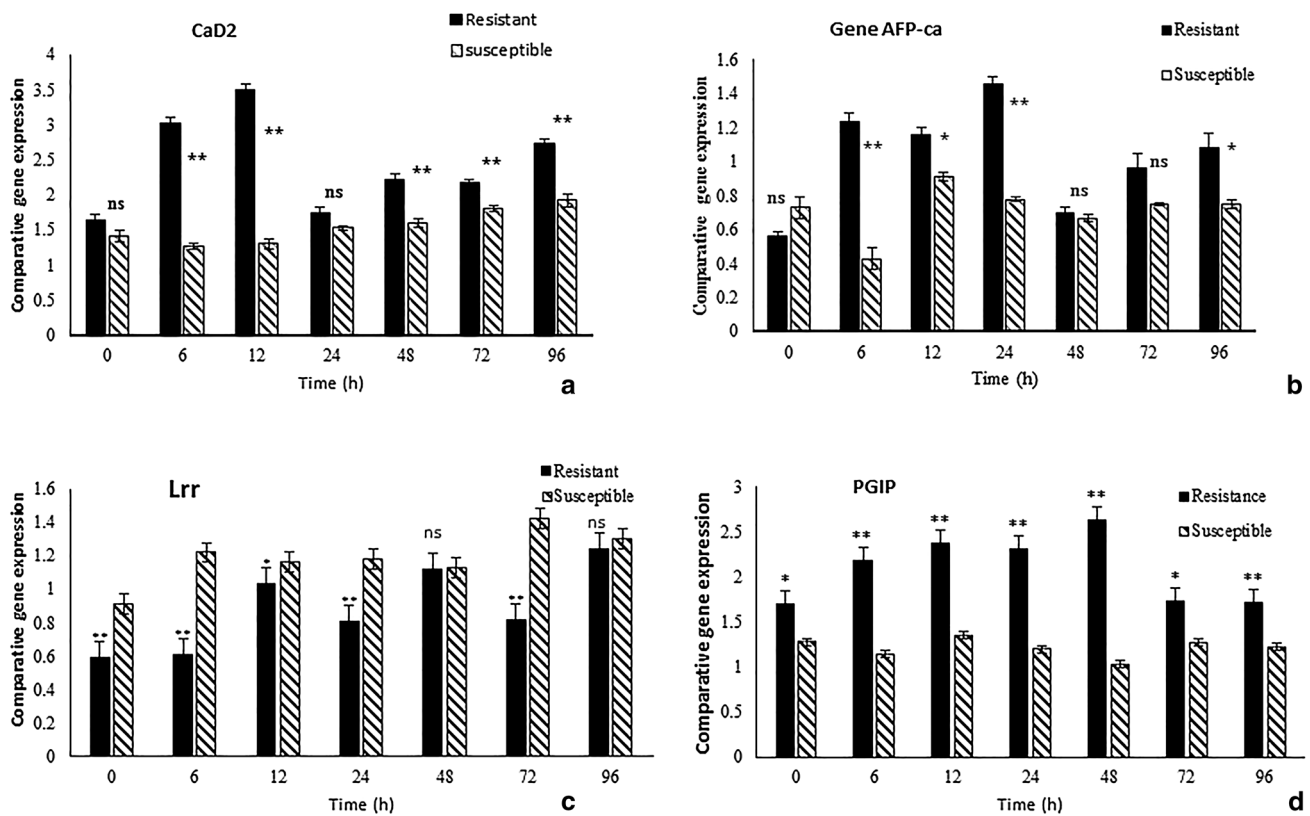 CaD2
Resistant
susceptible
Comparative gene expression
4
3.5
3
2.5
2
1.5
1
0.5
0
ns
**
**
ns
**
**
**
0 6 12 24 48 72 96
Time (h)
a
Gene AFP-ca
Resistant
Susceptible
Comparative gene expression
1.6
1.4
1.2
1
0.8
0.6
0.4
0.2
0
ns
**
*
**
ns
ns
*
0 6 12 24 48 72 96
Time (h)
b
Lrr
Resistant
Susceptible
Comparative gene expression
1.6
1.4
1.2
1
0.8
0.6
0.4
0.2
0
**
**
*
**
ns
**
ns
0 6 12 24 48 72 96
Time (h)
c
PGIP
Resistance
Susceptible
Comparative gene expression
3
2.5
2
1.5
1
0.5
0
*
**
**
**
**
*
**
0 6 12 24 48 72 96
Time (h)
d